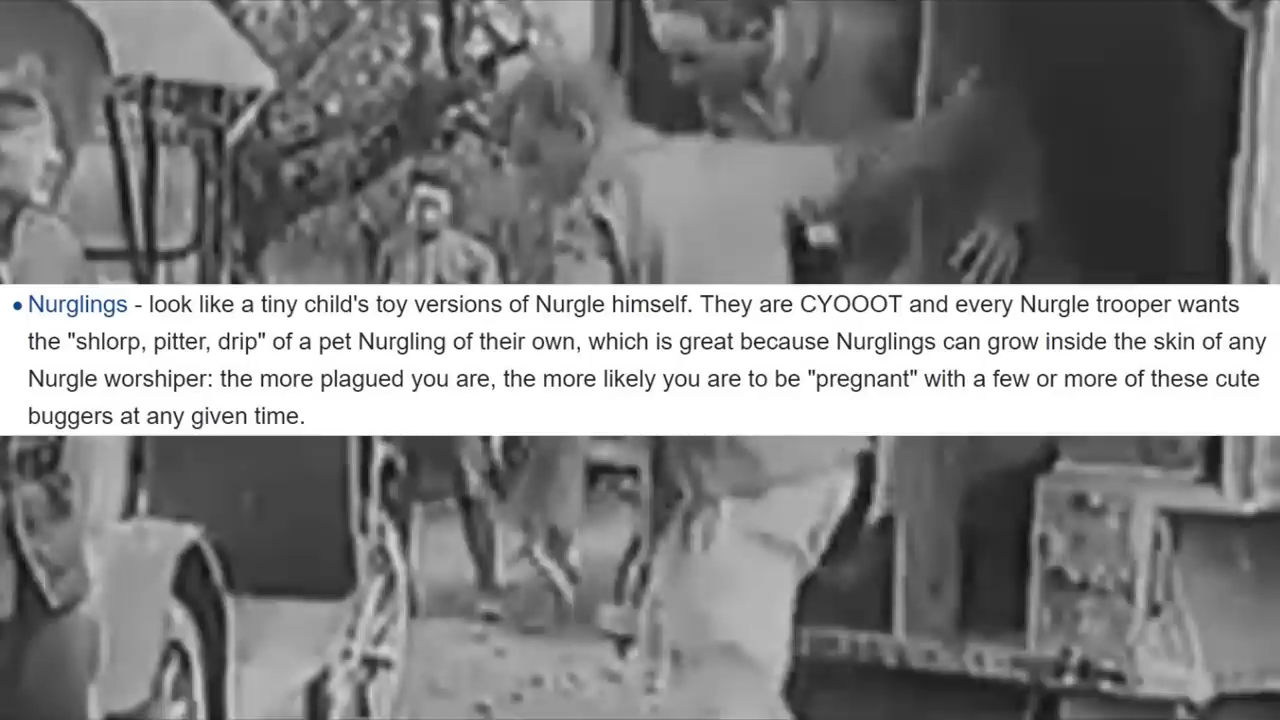 • Nurglings - look like a tiny child's toy versions of Nurgle himself. They are CYOOOT and every Nurgle trooper wants
the "shlorp, pitter, drip" of a pet Nurgling of their own, which is great because Nurglings can grow inside the skin of any
Nurgle worshiper: the more plagued you are, the more likely you are to be "pregnant" with a few or more of these cute
buggers at any given time.